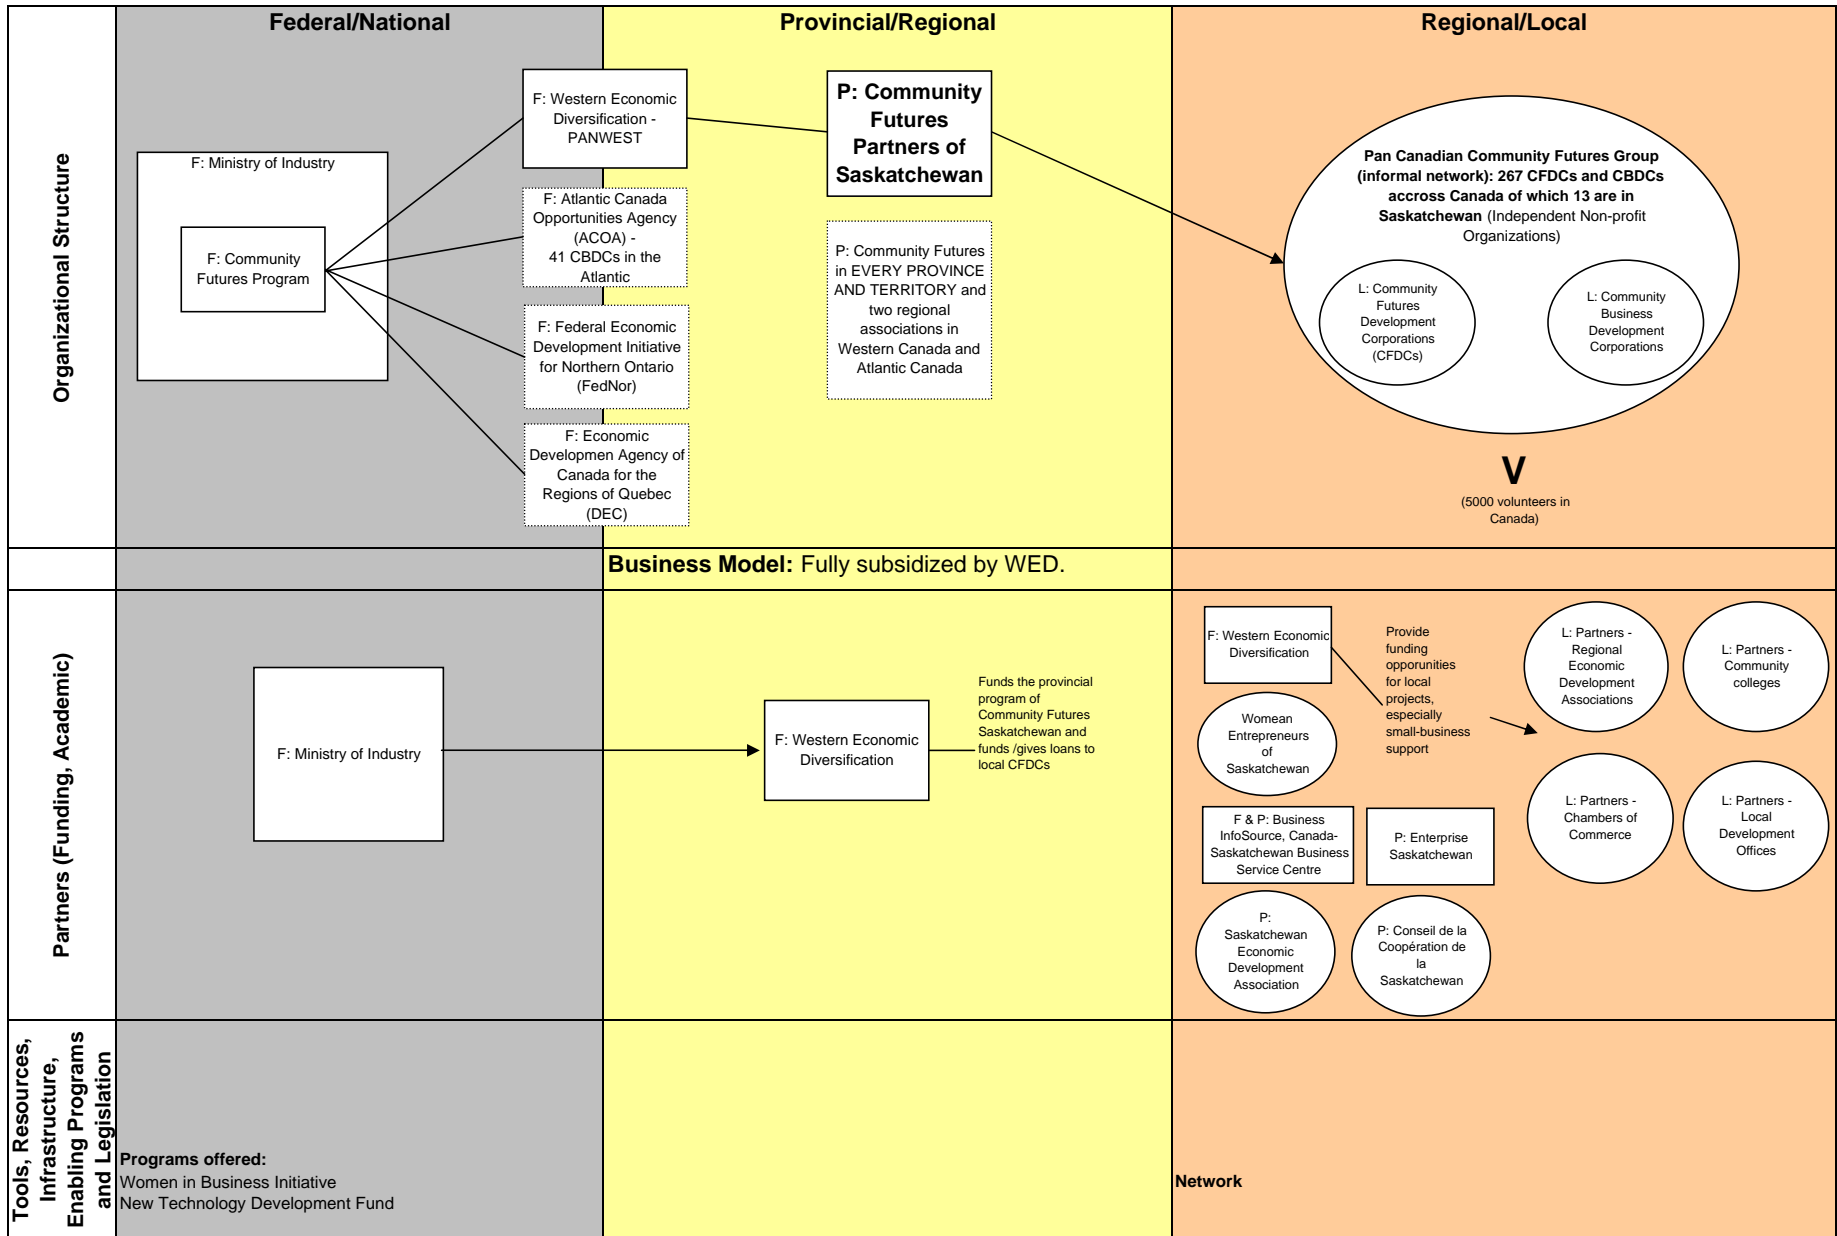 Federal/National
Provincial/Regional
Regional/Local
Organizational Structure
F: Ministry of Industry
F: Community
Futures Program
F: Western Economic
Diversification -
PANWEST
F: Atlantic Canada
Opportunities Agency
(ACOA) -
41 CBDCs in the
Atlantic
F: Federal Economic
Development Initiative
for Northern Ontario
(FedNor)
F: Economic
Developmen Agency of
Canada for the
Regions of Quebec
(DEC)
P: Community
Futures
Partners of
Saskatchewan
P: Community Futures
in EVERY PROVINCE
AND TERRITORY and
two regional
associations in
Western Canada and
Atlantic Canada
Pan Canadian Community Futures Group
(informal network): 267 CFDCs and CBDCs
accross Canada of which 13 are in
Saskatchewan (Independent Non-profit
Organizations)
L: Community
Futures
Development
Corporations
(CFDCs)
L: Community
Business
Development
Corporations
V
(5000 volunteers in
Canada)
Business Model: Fully subsidized by WED.
Partners (Funding, Academic)
F: Ministry of Industry
F: Western Economic
Diversification
Funds the provincial
program of
Community Futures
Saskatchewan and
funds /gives loans to
local CFDCs
F: Western Economic
Diversification
Provide
funding
opporunities
for local
projects,
especially
small-business
support
L: Partners -
Regional
Economic
Development
Associations
L: Partners -
Community
colleges
Womean
Entrepreneurs
of
Saskatchewan
F & P: Business
InfoSource, Canada-
Saskatchewan Business
Service Centre
P: Enterprise
Saskatchewan
L: Partners -
Chambers of
Commerce
L: Partners -
Local
Development
Offices
P:
Saskatchewan
Economic
Development
Association
P: Conseil de la
Coopération de
la
Saskatchewan
Tools, Resources,
Infrastructure,
Enabling Programs
and Legislation
Programs offered:
Women in Business Initiative
New Technology Development Fund
Network